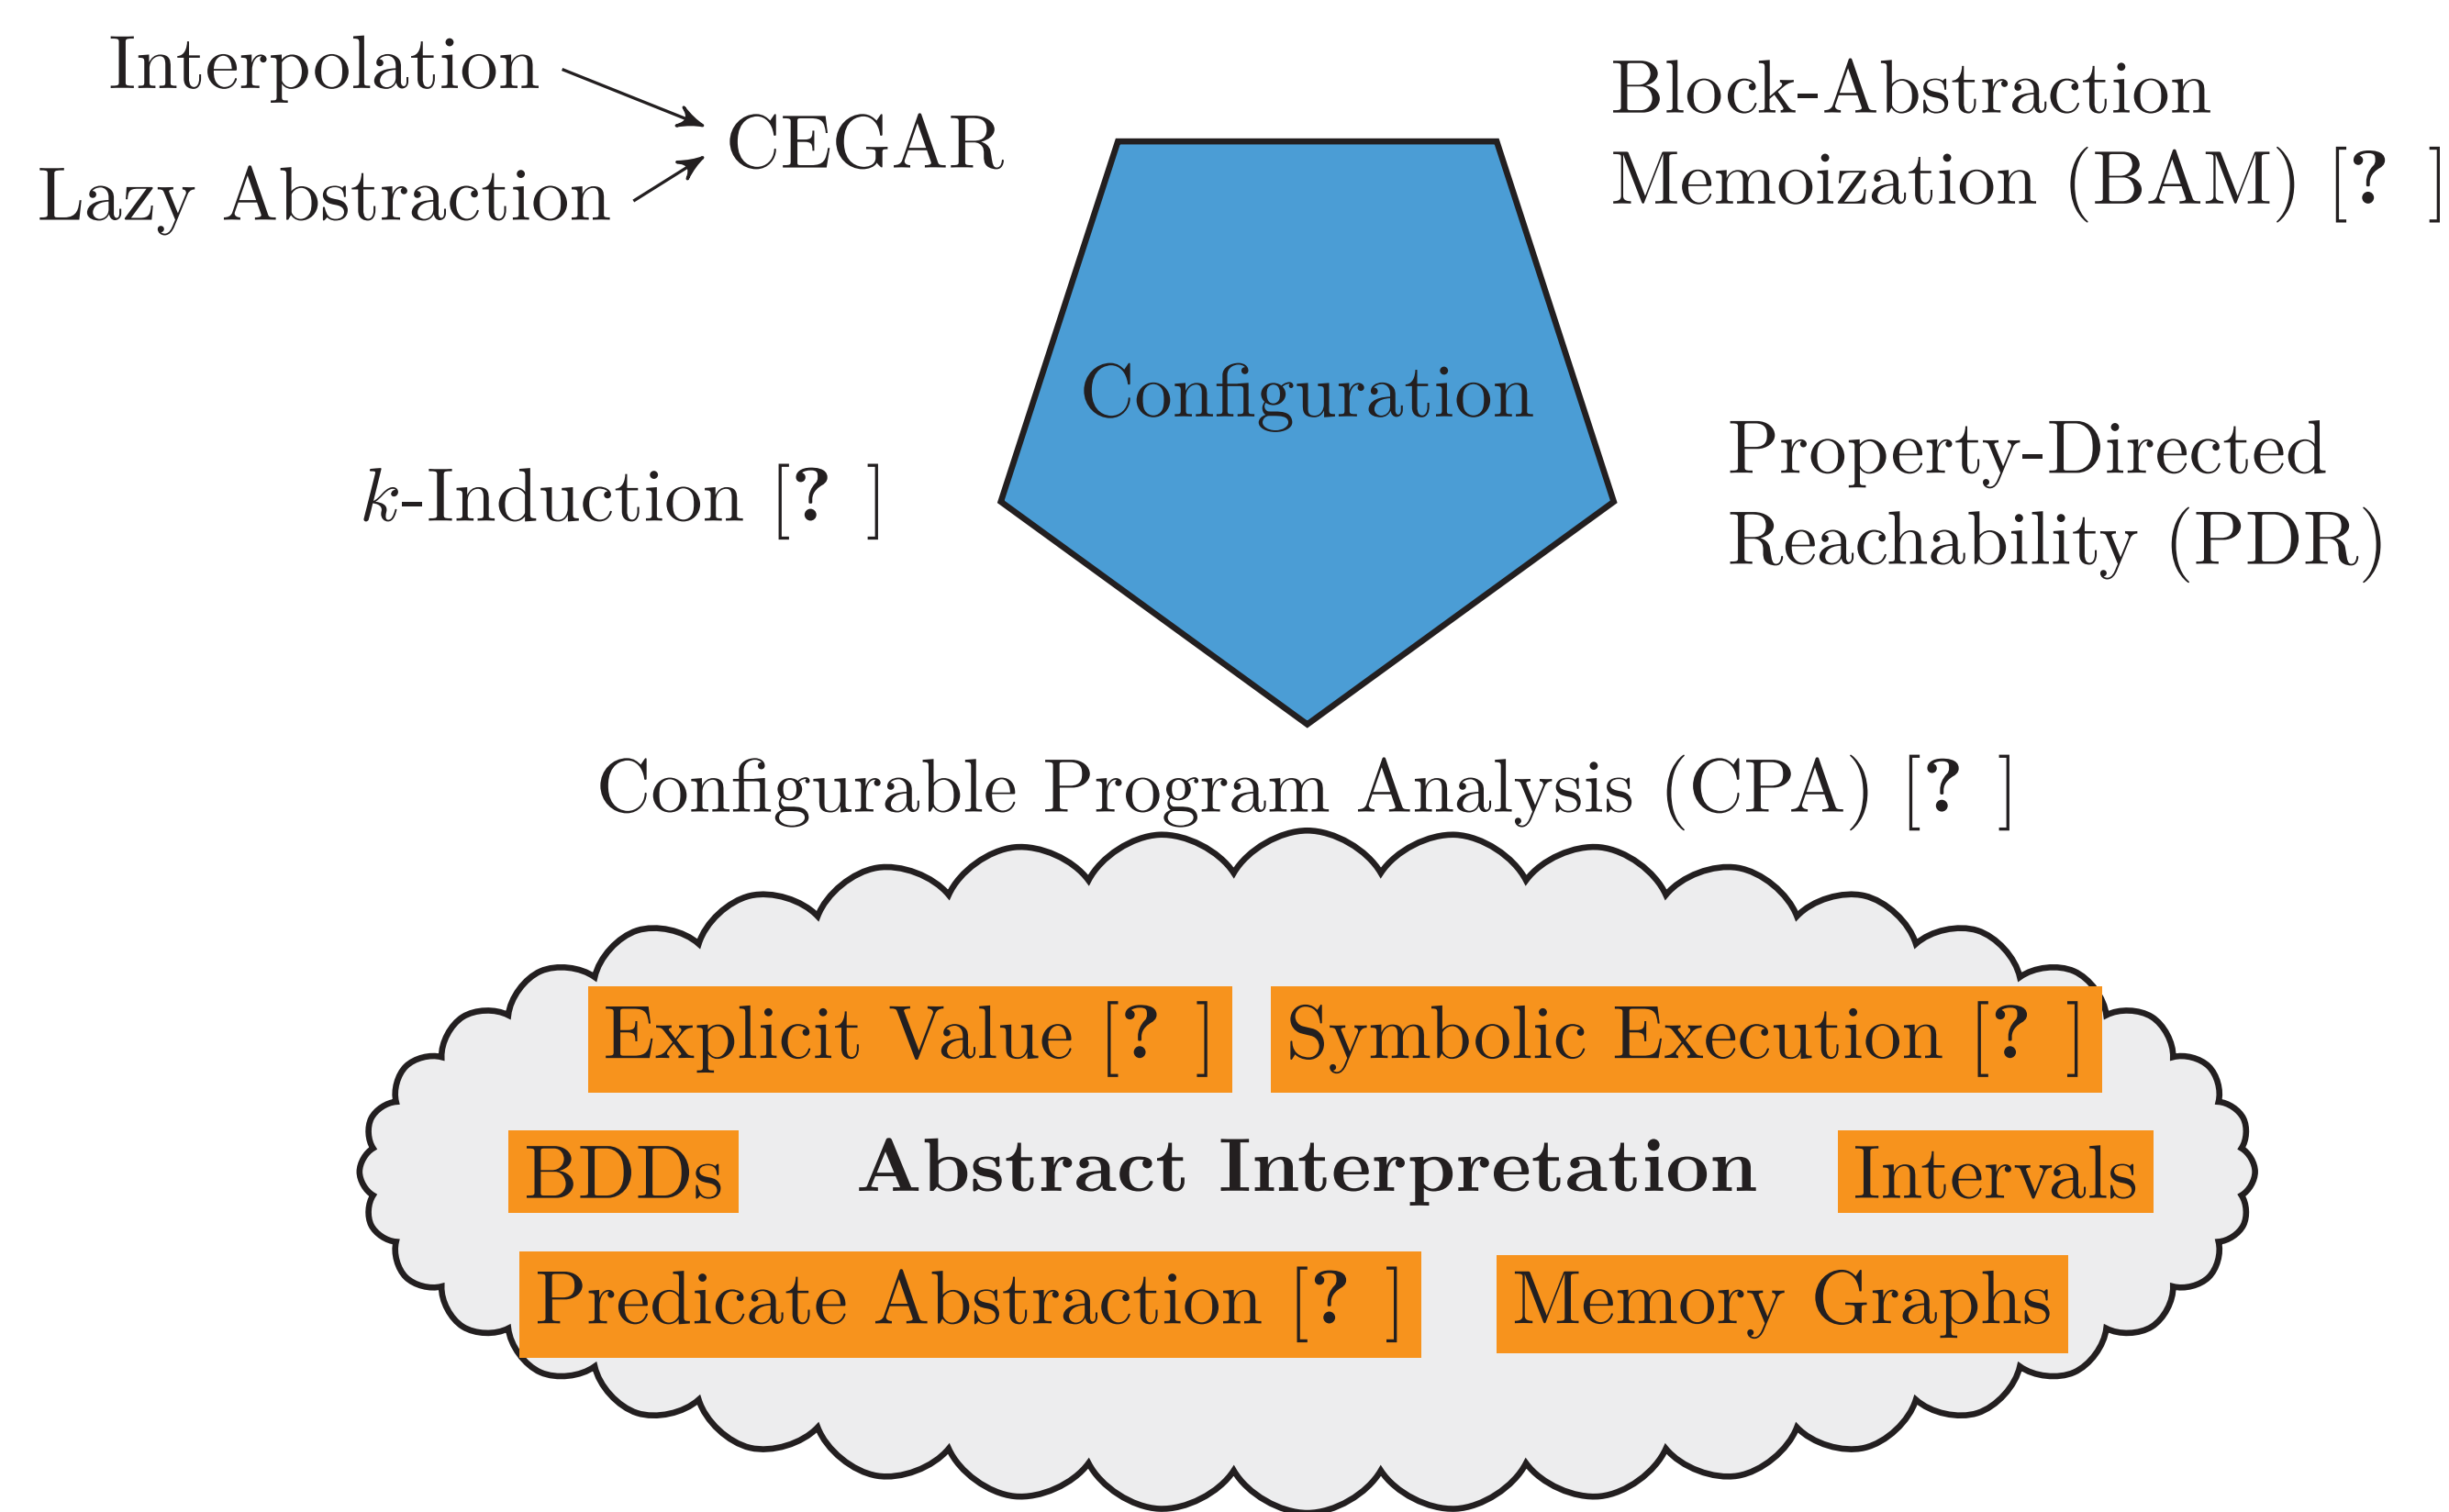 Interpolation
Lazy Abstraction
CEGAR
Block-Abstraction
Memoization (BAM) [? ]
Configuration
k-Induction [? ]
Property-Directed
Reachability (PDR)
Configurable Program Analysis (CPA) [? ]
Explicit Value [? ]
Symbolic Execution [? ]
BDDs
Abstract Interpretation
Intervals
Predicate Abstraction [? ]
Memory Graphs